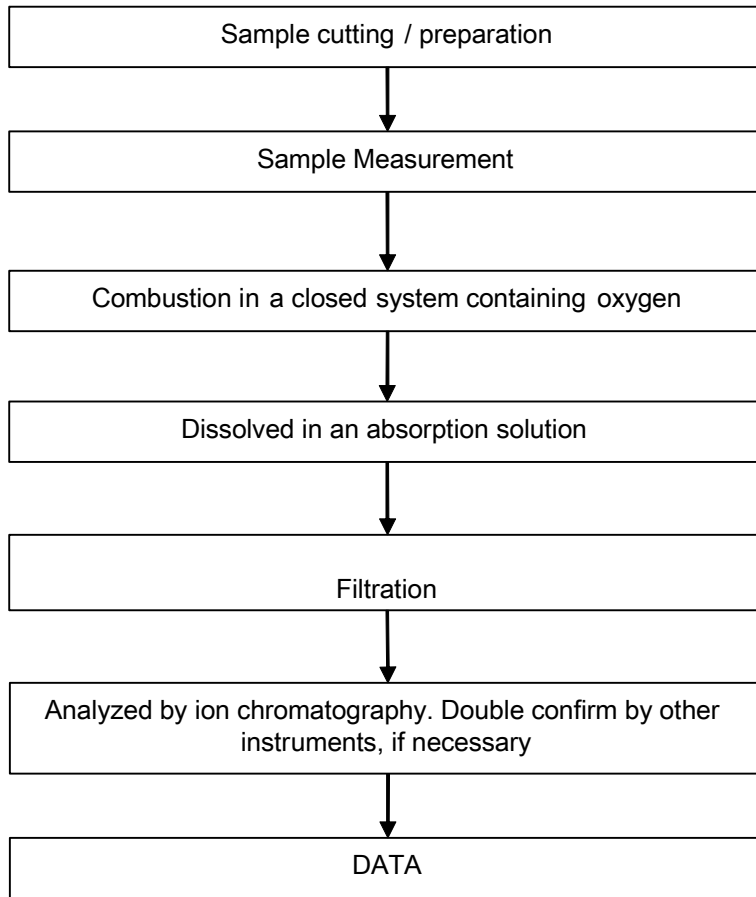 Sample cutting / preparation
Sample Measurement
Combustion in a closed system containing oxygen
Dissolved in an absorption solution
Filtration
Analyzed by ion chromatography. Double confirm by other
instruments, if necessary
DATA